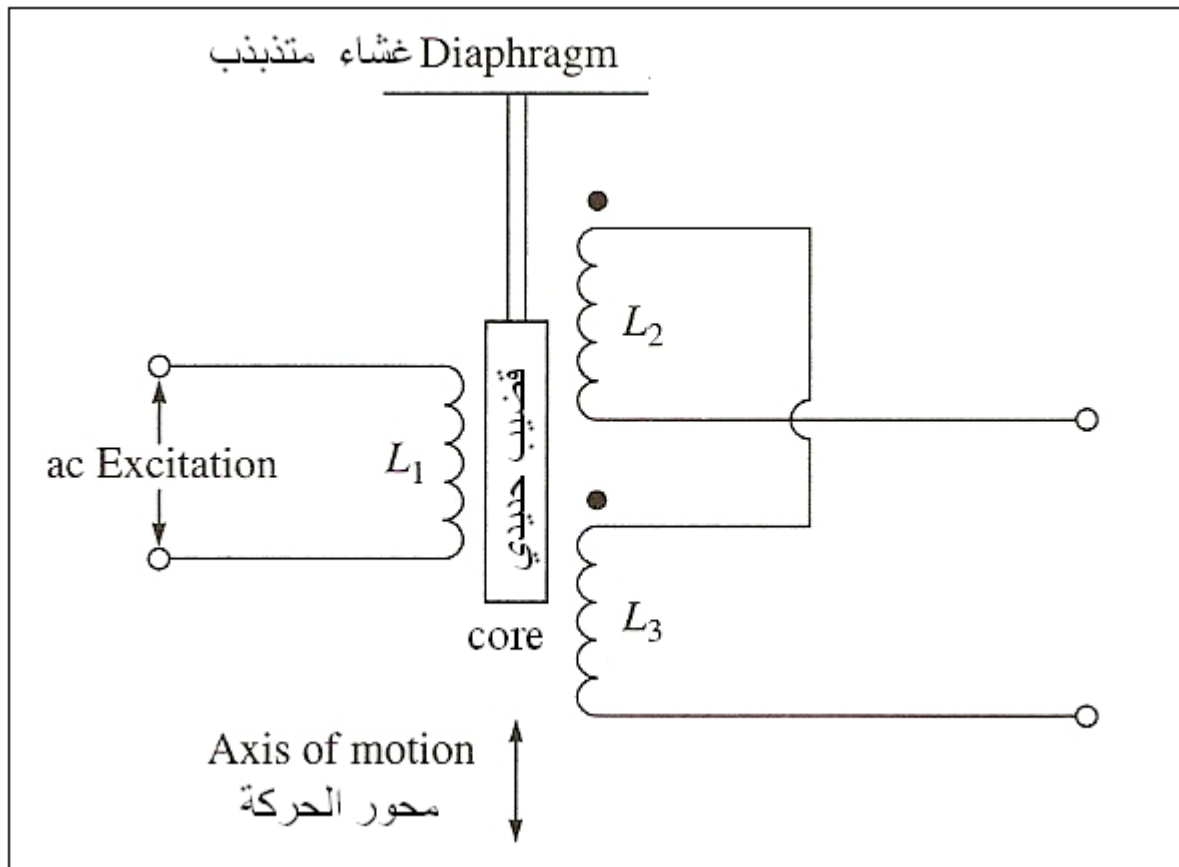 غشاء متذبذب Diaphragm
L2
ac Excitation
L1
قضيب حديدي
core
L3
Axis of motion
محور الحركة